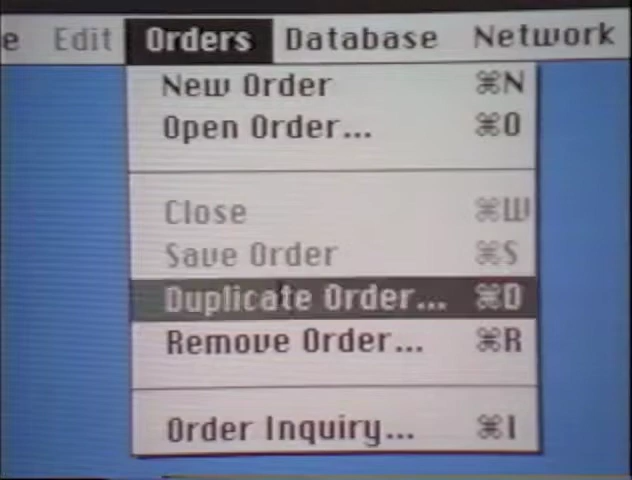 e Edit Orders Database Network
New Order ⌘N
Open Order... ⌘O
Close ⌘W
Save Order ⌘S
Duplicate Order... ⌘D
Remove Order... ⌘R
Order Inquiry... ⌘I